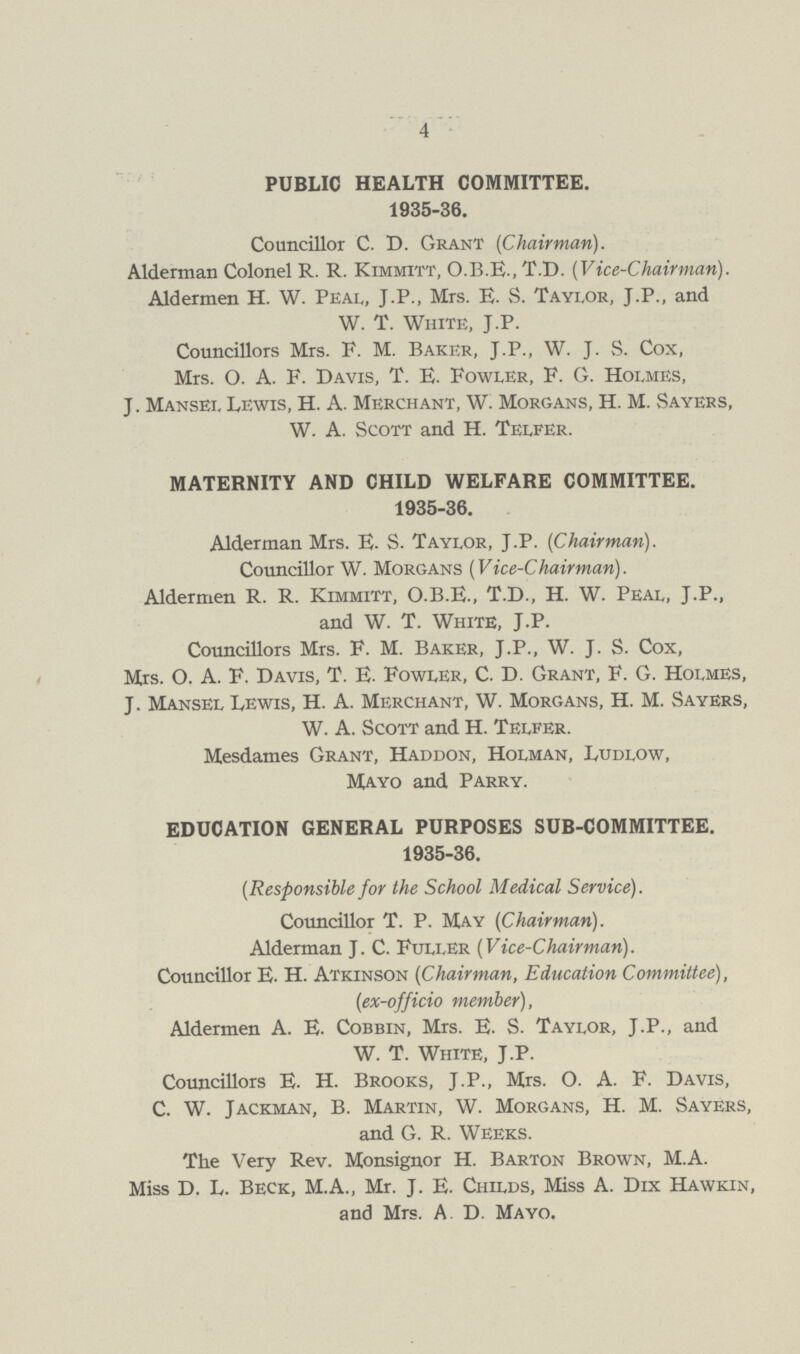 4
PUBLIC HEALTH COMMITTEE.
1935-36.
Councillor C. D. GRANT (Chairman).
Alderman Colonel R. R. KIMMITT, O.B.E., T.D. (Vice-Chairman).
Aldermen H. W. PEAL, J.P., Mrs. E. S. TAYLOR, J.P., and
W. T. WHITE, J.P.
Councillors Mrs. F. M. BAKER, J.P., W. J. S. COX,
Mrs. O. A. F. DAVIS, T. E. FOWLER, F. G. HOLMES,
J. MANSEL LEWIS, H. A. MERCHANT, W. MORGANS, H. M. SAYERS,
W. A. SCOTT and H. TELFER.
MATERNITY AND CHILD WELFARE COMMITTEE.
1935-36.
Alderman Mrs. E. S. TAYLOR, J.P. (Chairman).
Councillor W. MORGANS (Vice-Chairman).
Aldermen R. R. KIMMITT, O.B.E., T.D., H. W. PEAL, J.P.,
and W. T. WHITE, J.P.
Councillors Mrs. F. M. BAKER, J.P., W. J. S. COX,
Mrs. O. A. F. DAVIS, T. E. FOWLER, C. D. GRANT, F. G. HOLMES,
J. MANSEL LEWIS, H. A. MERCHANT, W. MORGANS, H. M. SAYERS,
W. A. SCOTT and H. TELFER.
Mesdames GRANT, HADDON, HOLMAN, LUDLOW,
MAYO and PARRY.
EDUCATION GENERAL PURPOSES SUB-COMMITTEE.
1935-36.
(Responsible for the School Medical Service).
Councillor T. P. MAY (Chairman).
Alderman J. C. FULLER (Vice-Chairman).
Councillor E. H. ATKINSON (Chairman, Education Committee),
(ex-officio member),
Aldermen A. E. COBBIN, Mrs. E. S. TAYLOR, J.P., and
W. T. WHITE, J.P.
Councillors E. H. BROOKS, J.P., Mrs. O. A. F. DAVIS,
C. W. JACKMAN, B. MARTIN, W. MORGANS, H. M. SAYERS,
and G. R. WEEKS.
The Very Rev. Monsignor H. BARTON BROWN, M.A.
Miss D. L. BECK, M.A., Mr. J. E. CHILDS, Miss A. DIX HAWKIN,
and Mrs. A. D. MAYO.